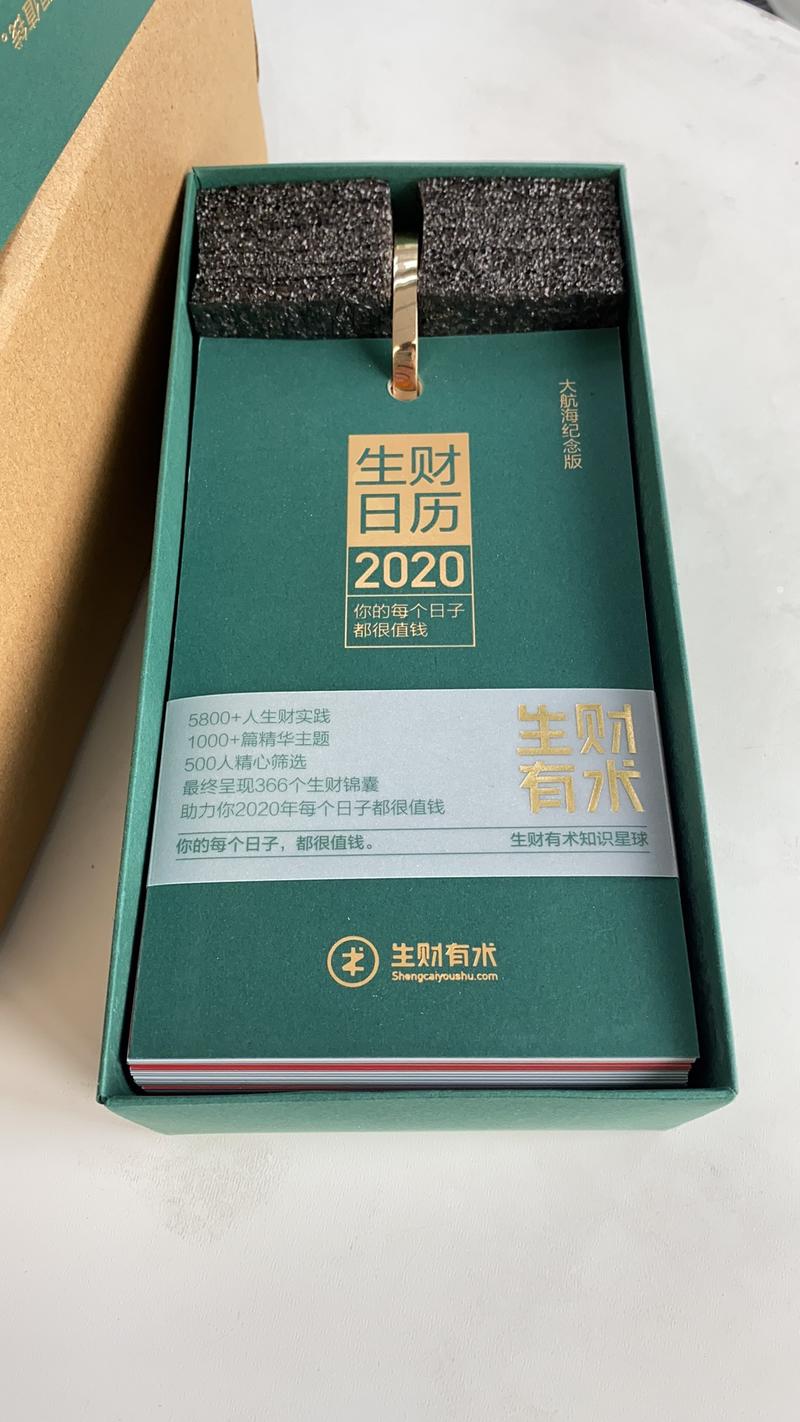 值钱。
大航海纪念版
生财
日历
2020
你的每个日子
都很值钱
5800+人生财实践
1000+篇精华主题
500人精心筛选
最终呈现366个生财锦囊
助力你2020年每个日子都很值钱
生财
有术
你的每个日子，都很值钱。
生财有术知识星球
生财有术
Shengcaiyoushu.com